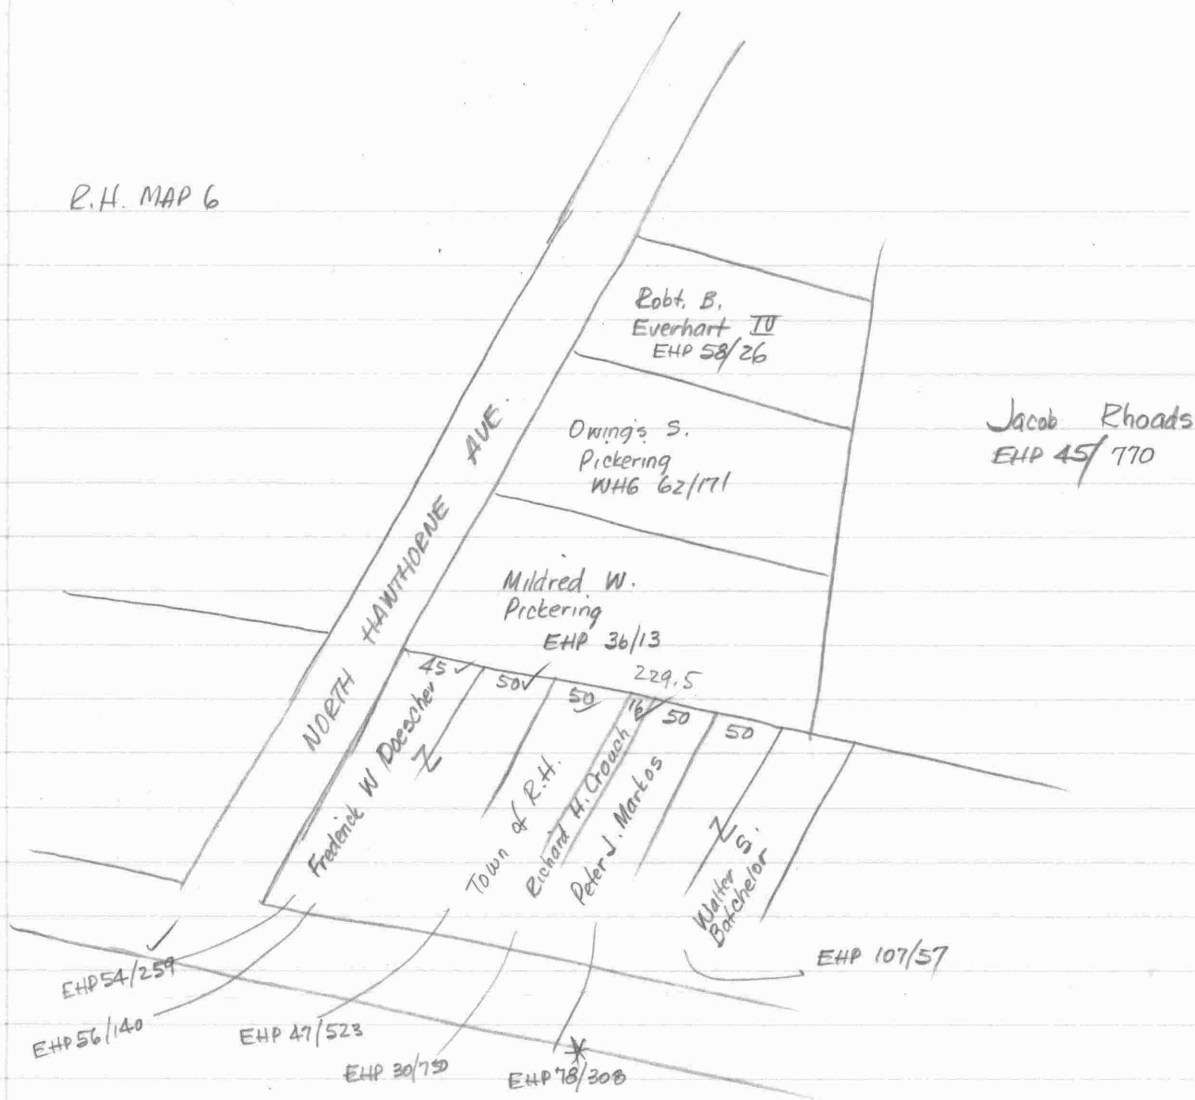 R.H. MAP 6
Robt. B.
Everhart IV
EHP 58/26
Owing's S.
Pickering
WHG 62/171
Jacob Rhoads
EHP 45/770
NORTH HAWTHORNE AVE.
Mildred W.
Pickering
EHP 36/13
229.5
45
50
50
16
50
50
Frederick W Doescher
Z
Town of R.H.
Richard H. Crouch
Peter J. Markos
Z
Walter S.
Batchelor
EHP 107/57
EHP 54/259
EHP 56/140
EHP 47/523
EHP 30/750
EHP 78/308